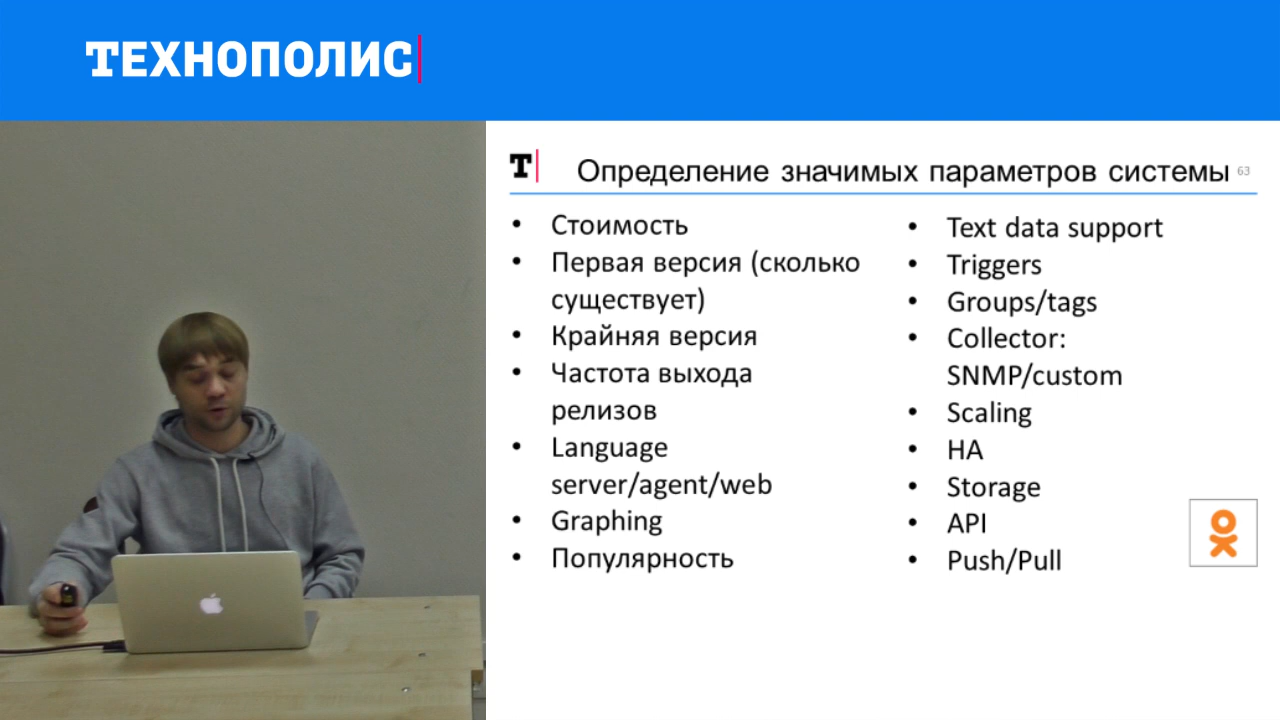 ТЕХНОПОЛИС
T
Определение значимых параметров системы
63
• Стоимость
• Первая версия (сколько
существует)
• Крайняя версия
• Частота выхода
релизов
• Language
server/agent/web
• Graphing
• Популярность
• Text data support
• Triggers
• Groups/tags
• Collector:
SNMP/custom
• Scaling
• HA
• Storage
• API
• Push/Pull